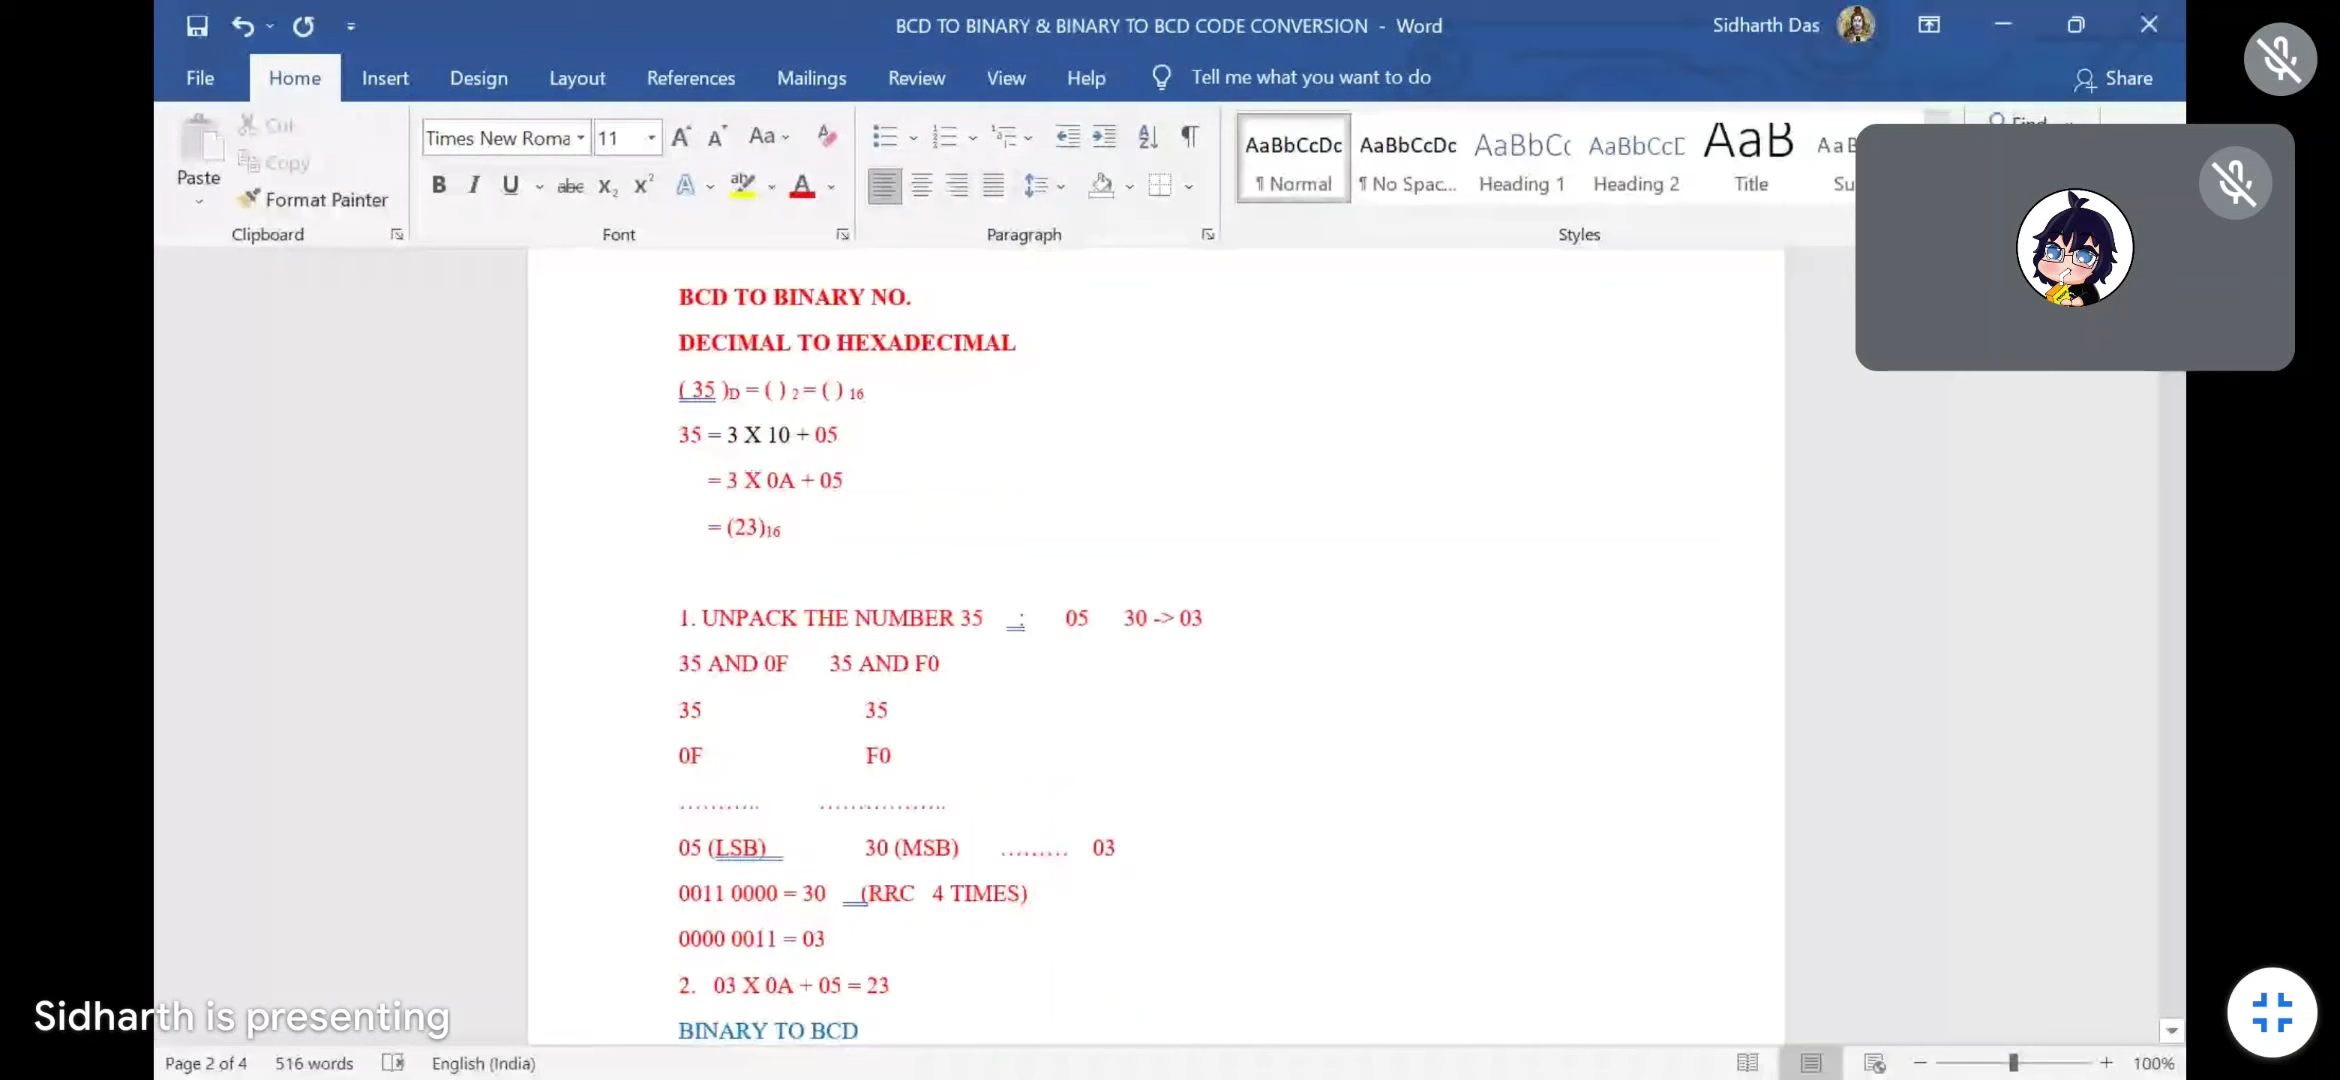 BCD TO BINARY & BINARY TO BCD CODE CONVERSION - Word
Sidharth Das
File Home Insert Design Layout References Mailings Review View Help Tell me what you want to do Share
Paste
Cut
Copy
Format Painter
Clipboard
Times New Roma 11
Font
Paragraph
AaBbCcDc AaBbCcDc AaBbCc AaBbCcC AaB AaB
¶ Normal ¶ No Spac... Heading 1 Heading 2 Title Su
Styles
Find
BCD TO BINARY NO.
DECIMAL TO HEXADECIMAL
( 35 )D = ( ) 2 = ( ) 16
35 = 3 X 10 + 05
= 3 X 0A + 05
= (23)16
1. UNPACK THE NUMBER 35 : 05 30 -> 03
35 AND 0F 35 AND F0
35 35
0F F0
........... .................
05 (LSB) 30 (MSB) ......... 03
0011 0000 = 30 (RRC 4 TIMES)
0000 0011 = 03
2. 03 X 0A + 05 = 23
BINARY TO BCD
Sidharth is presenting
Page 2 of 4 516 words English (India) 100%